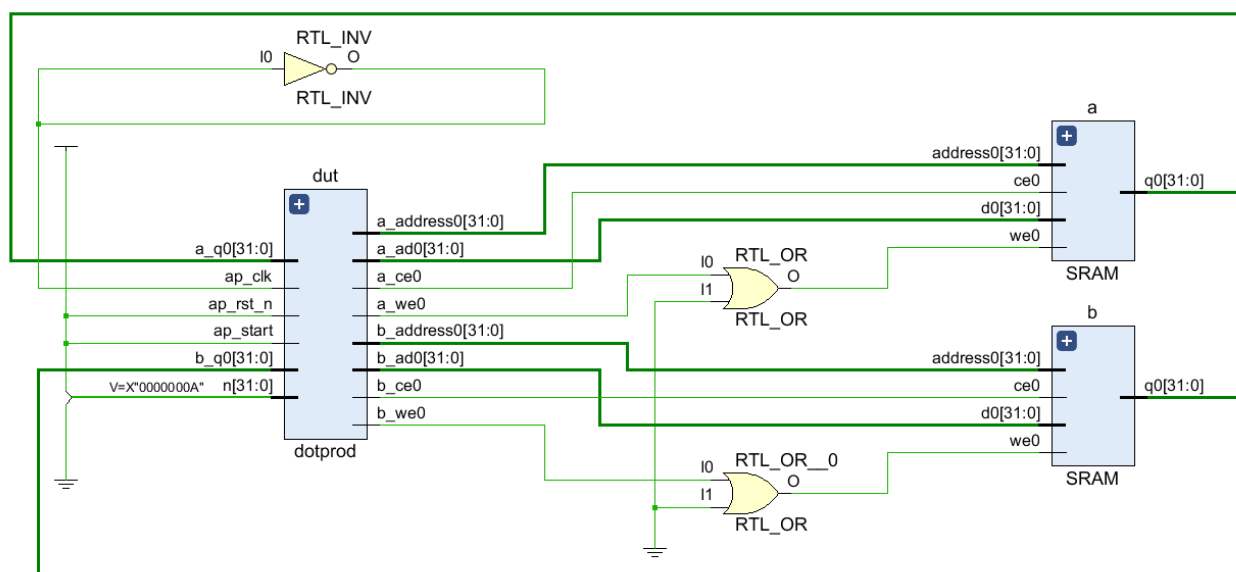 RTL_INV
I0
O
RTL_INV
dut
a_q0[31:0]
ap_clk
ap_rst_n
ap_start
b_q0[31:0]
V=X"0000000A"
n[31:0]
a_address0[31:0]
a_ad0[31:0]
a_ce0
a_we0
b_address0[31:0]
b_ad0[31:0]
b_ce0
b_we0
dotprod
RTL_OR
I0
O
I1
RTL_OR
RTL_OR__0
I0
O
I1
RTL_OR
a
address0[31:0]
ce0
d0[31:0]
we0
q0[31:0]
SRAM
b
address0[31:0]
ce0
d0[31:0]
we0
q0[31:0]
SRAM